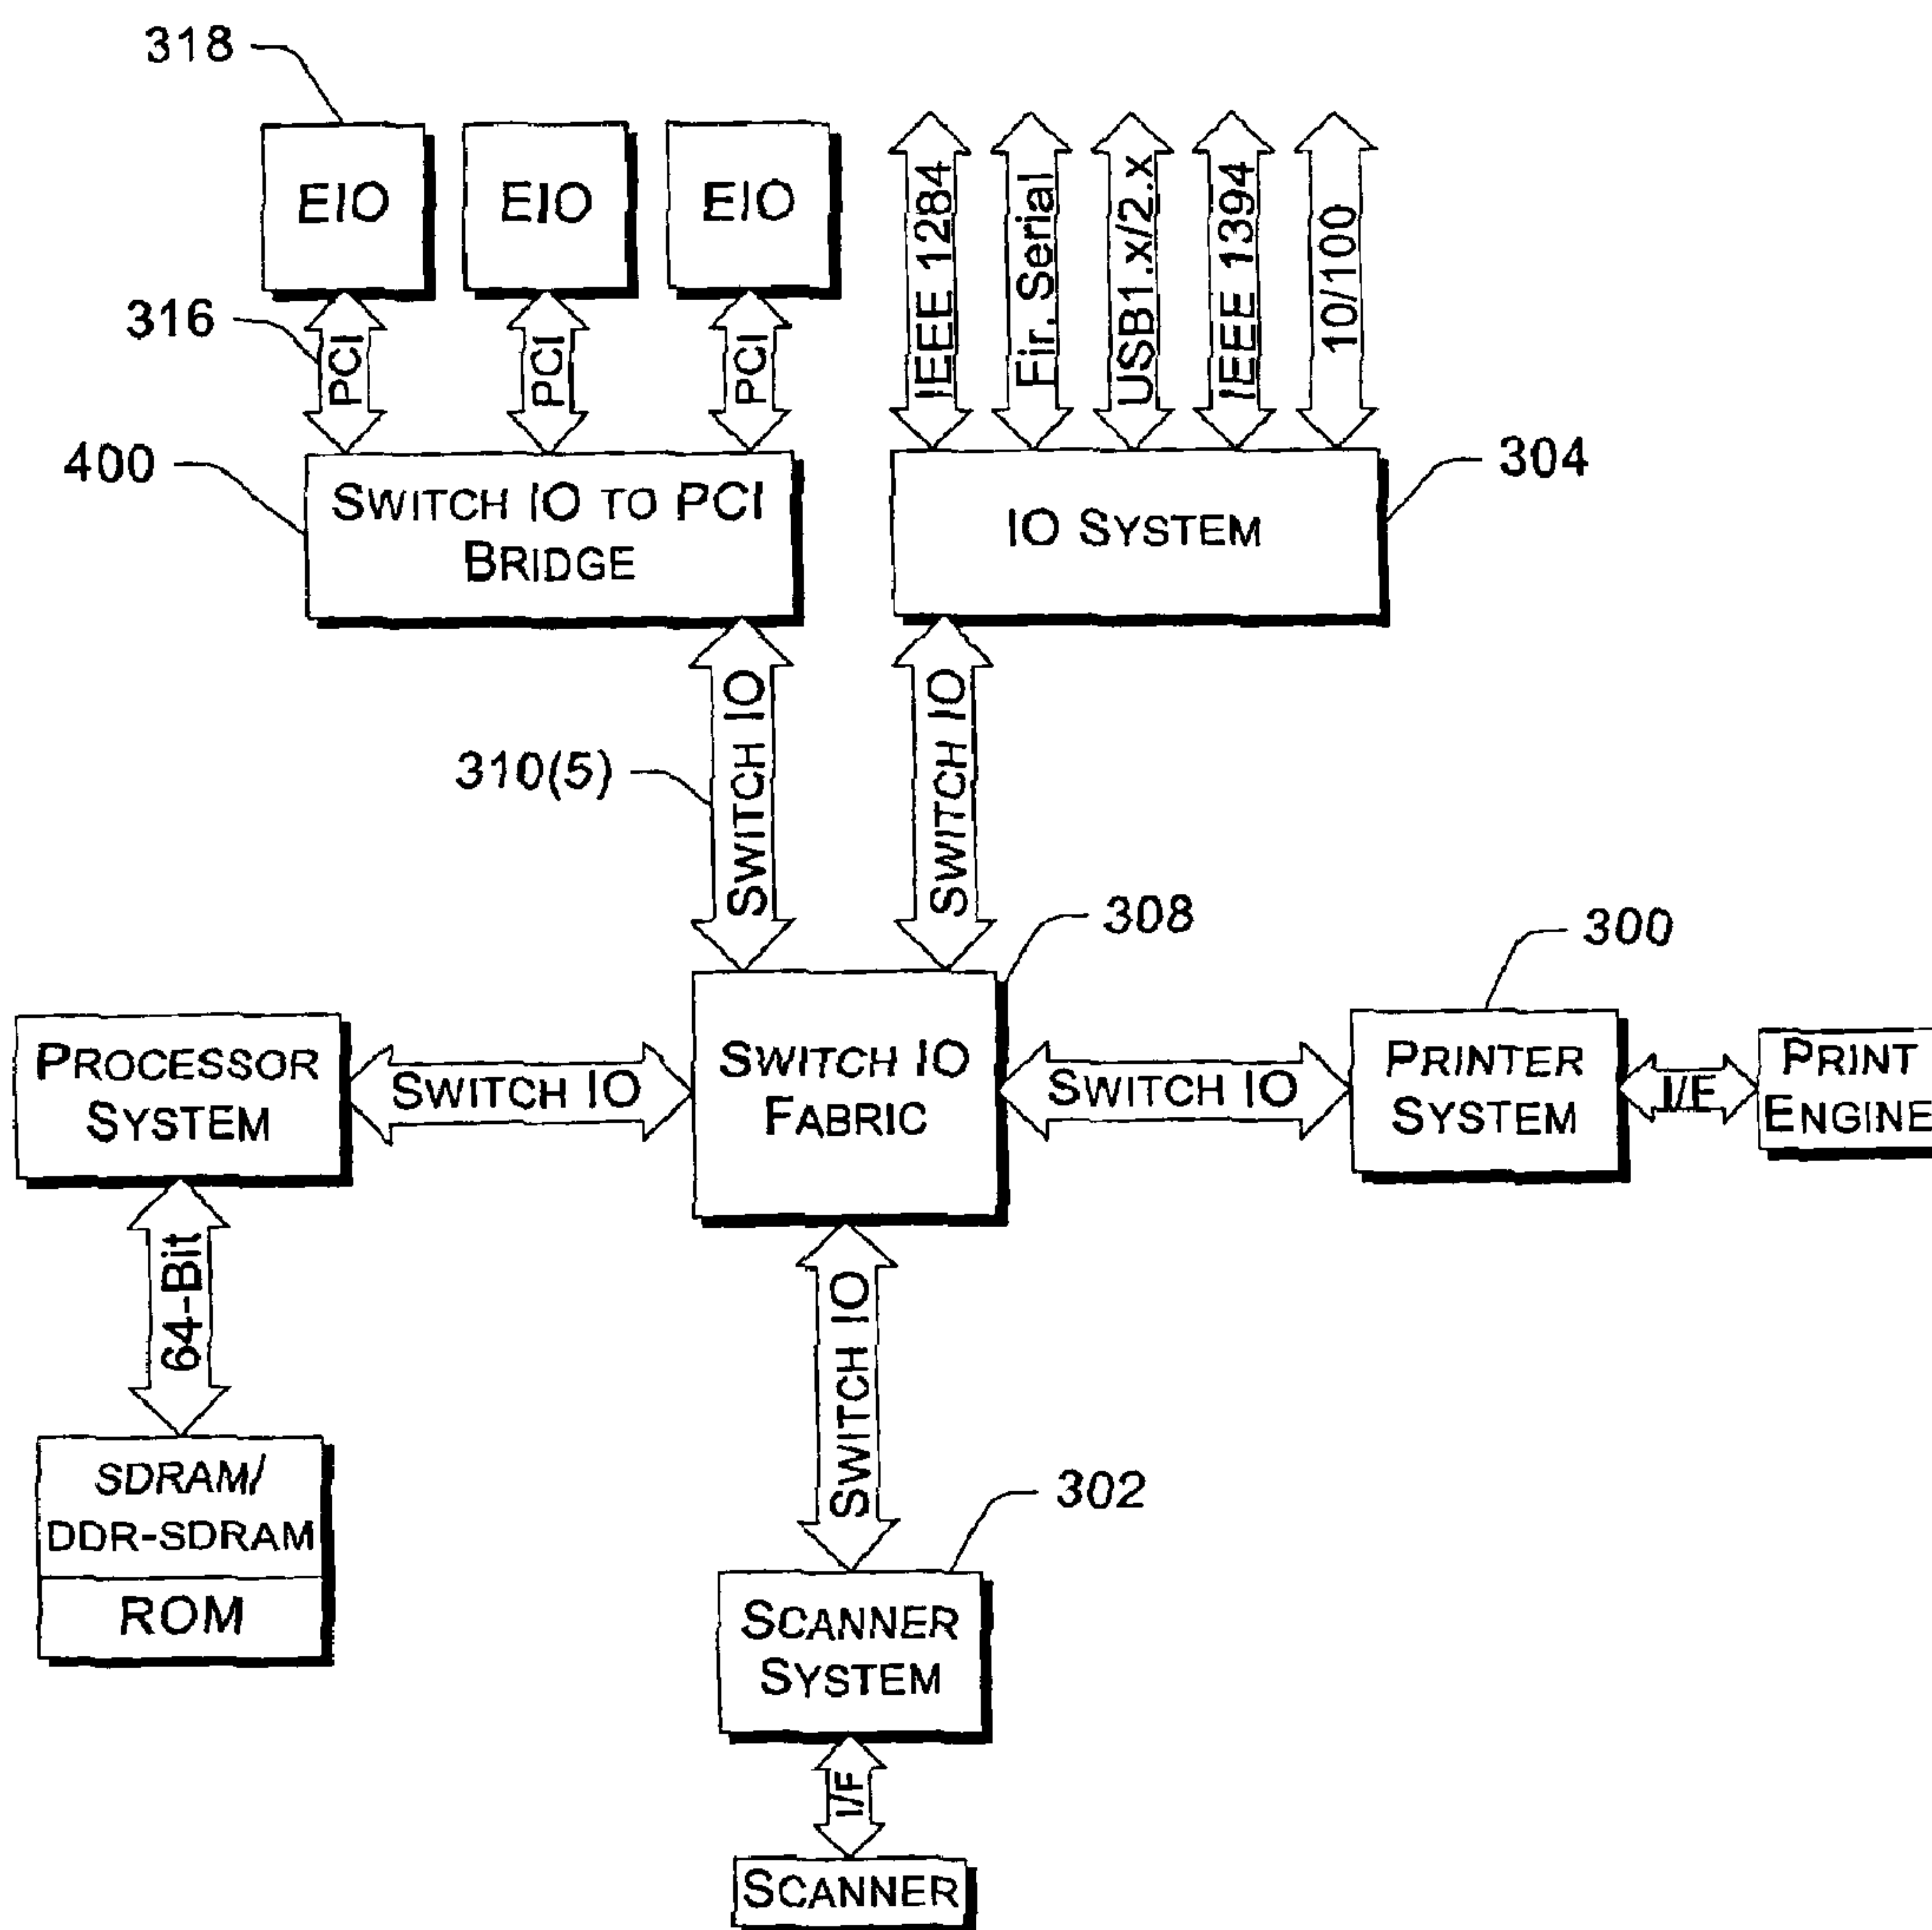 318
EIO
EIO
EIO
316
PCI
PCI
PCI
IEEE 1284
Fir. Serial
USB1.x/2.x
IEEE 1394
10/100
400
SWITCH IO TO PCI
BRIDGE
IO SYSTEM
304
310(5)
SWITCH IO
SWITCH IO
308
300
PROCESSOR
SYSTEM
SWITCH IO
SWITCH IO
FABRIC
SWITCH IO
PRINTER
SYSTEM
I/F
PRINT
ENGINE
64-Bit
SWITCH IO
SDRAM/
DDR-SDRAM
ROM
302
SCANNER
SYSTEM
I/F
SCANNER